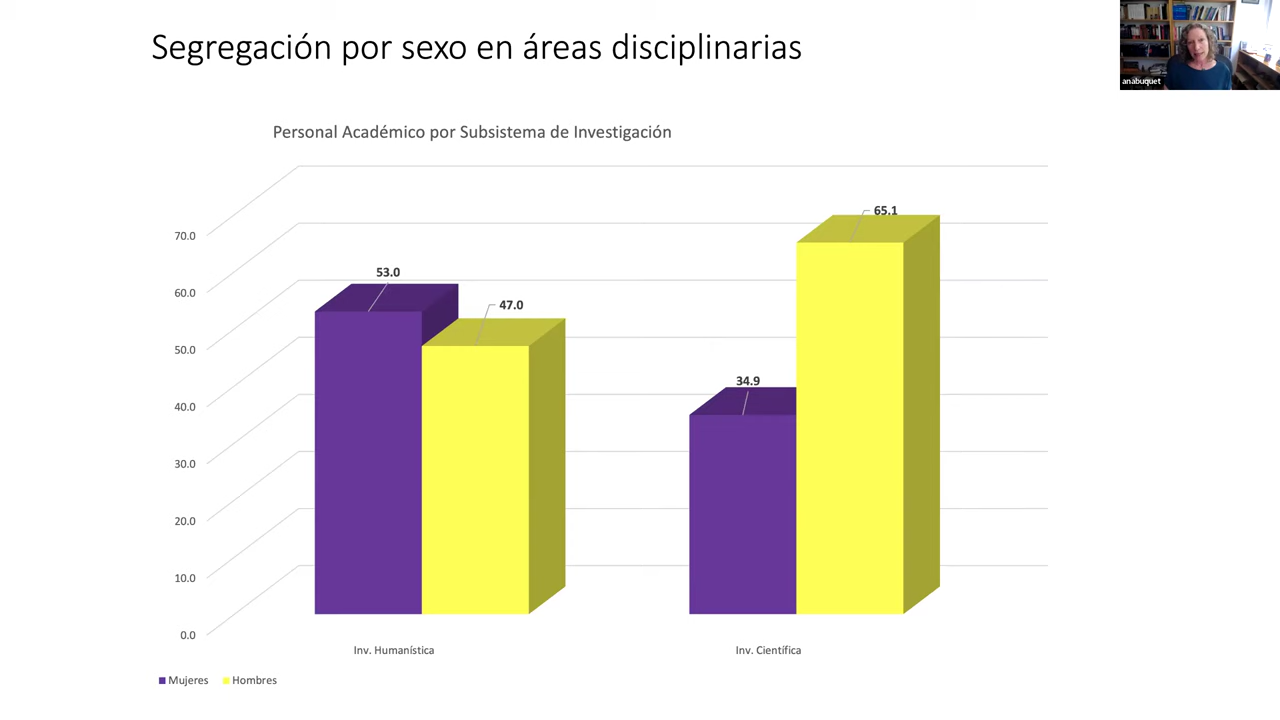 Segregación por sexo en áreas disciplinarias
anabuquet
Personal Académico por Subsistema de Investigación
70.0
60.0
50.0
40.0
30.0
20.0
10.0
0.0
53.0
47.0
34.9
65.1
Inv. Humanística
Inv. Científica
Mujeres
Hombres